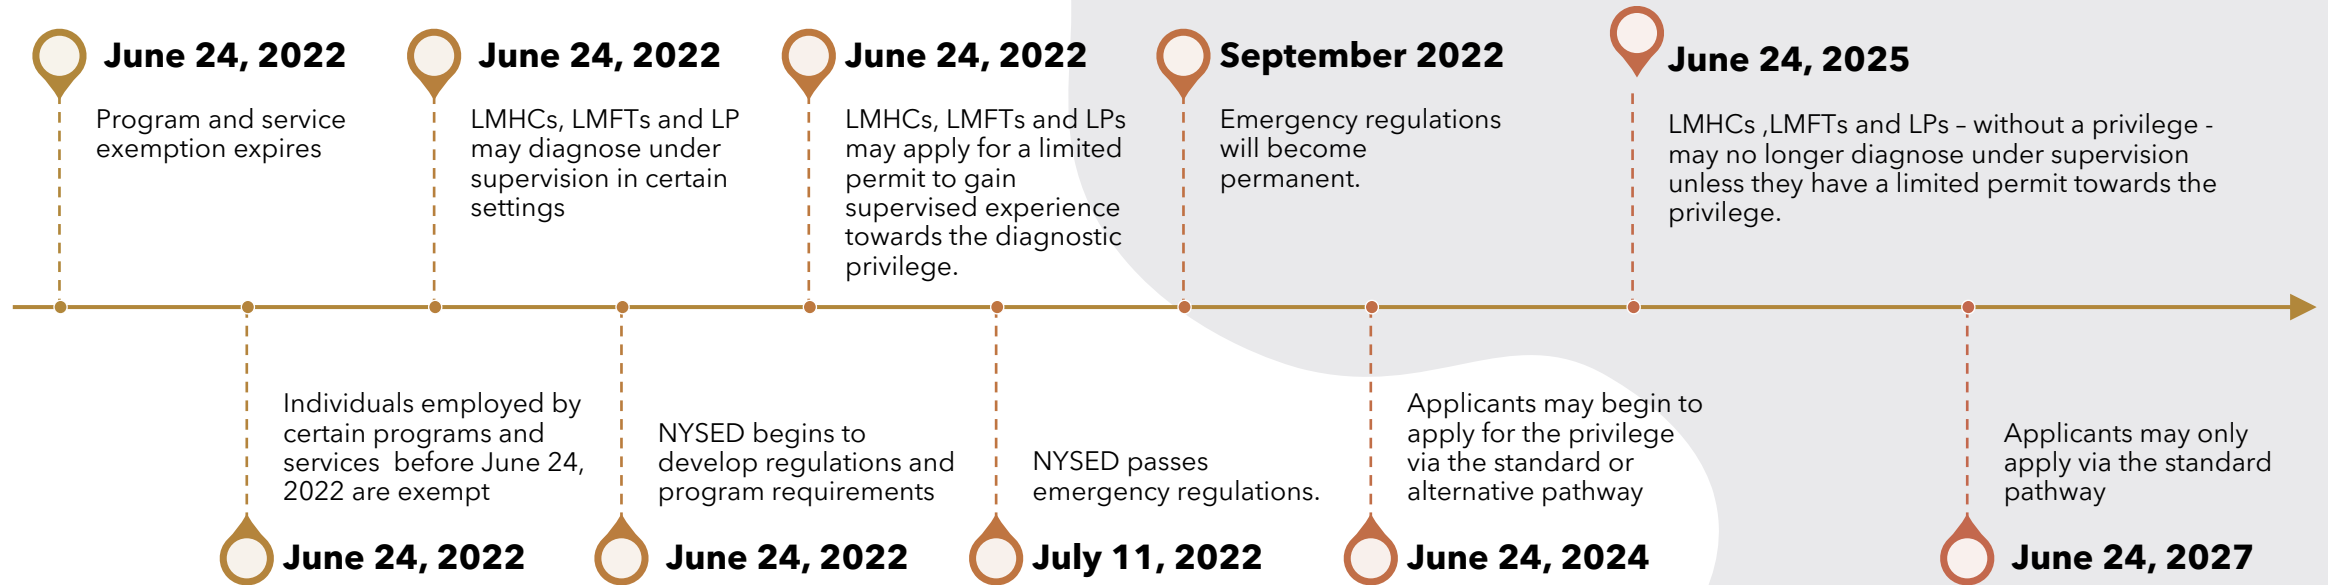 June 24, 2022
Program and service
exemption expires
June 24, 2022
LMHCs, LMFTs and LP
may diagnose under
supervision in certain
settings
June 24, 2022
LMHCs, LMFTs and LPs
may apply for a limited
permit to gain
supervised experience
towards the diagnostic
privilege.
September 2022
Emergency regulations
will become
permanent.
June 24, 2025
LMHCs ,LMFTs and LPs – without a privilege -
may no longer diagnose under supervision
unless they have a limited permit towards the
privilege.
Individuals employed by
certain programs and
services  before June 24,
2022 are exempt
June 24, 2022
NYSED begins to
develop regulations and
program requirements
June 24, 2022
NYSED passes
emergency regulations.
July 11, 2022
Applicants may begin to
apply for the privilege
via the standard or
alternative pathway
June 24, 2024
Applicants may only
apply via the standard
pathway
June 24, 2027